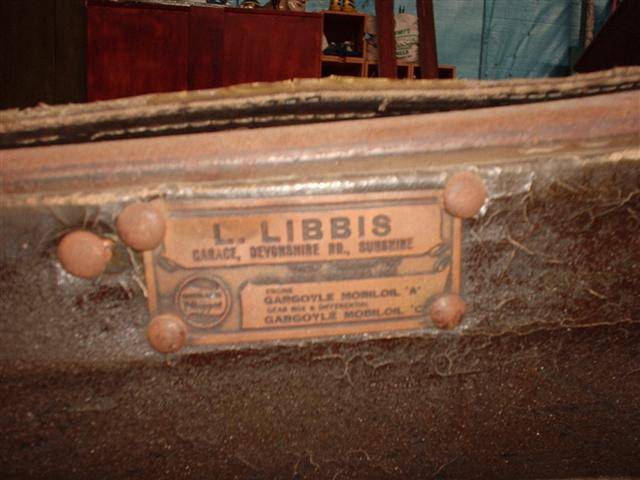 L. LIBBIS
GARAGE, DEVONSHIRE RD., SUNSHINE
ENGINE
GARGOYLE MOBILOIL 'A'
GEAR BOX & DIFFERENTIAL
GARGOYLE MOBILOIL 'C'